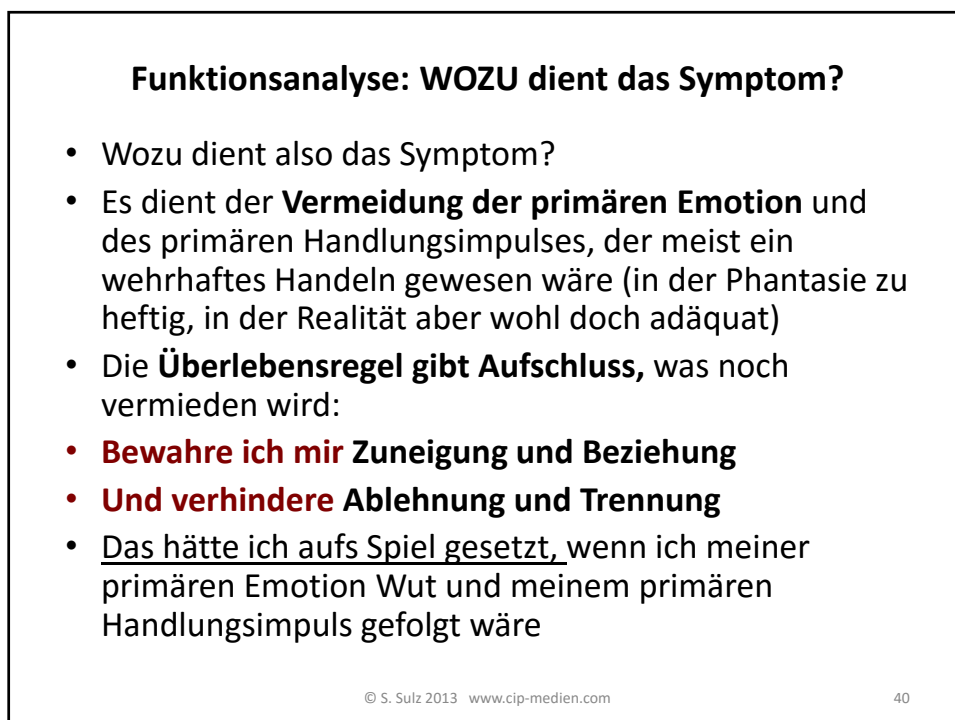 Funktionsanalyse: WOZU dient das Symptom?
• Wozu dient also das Symptom?
• Es dient der Vermeidung der primären Emotion und
des primären Handlungsimpulses, der meist ein
wehrhaftes Handeln gewesen wäre (in der Phantasie zu
heftig, in der Realität aber wohl doch adäquat)
• Die Überlebensregel gibt Aufschluss, was noch
vermieden wird:
• Bewahre ich mir Zuneigung und Beziehung
• Und verhindere Ablehnung und Trennung
• Das hätte ich aufs Spiel gesetzt, wenn ich meiner
primären Emotion Wut und meinem primären
Handlungsimpuls gefolgt wäre
© S. Sulz 2013 www.cip-medien.com 40